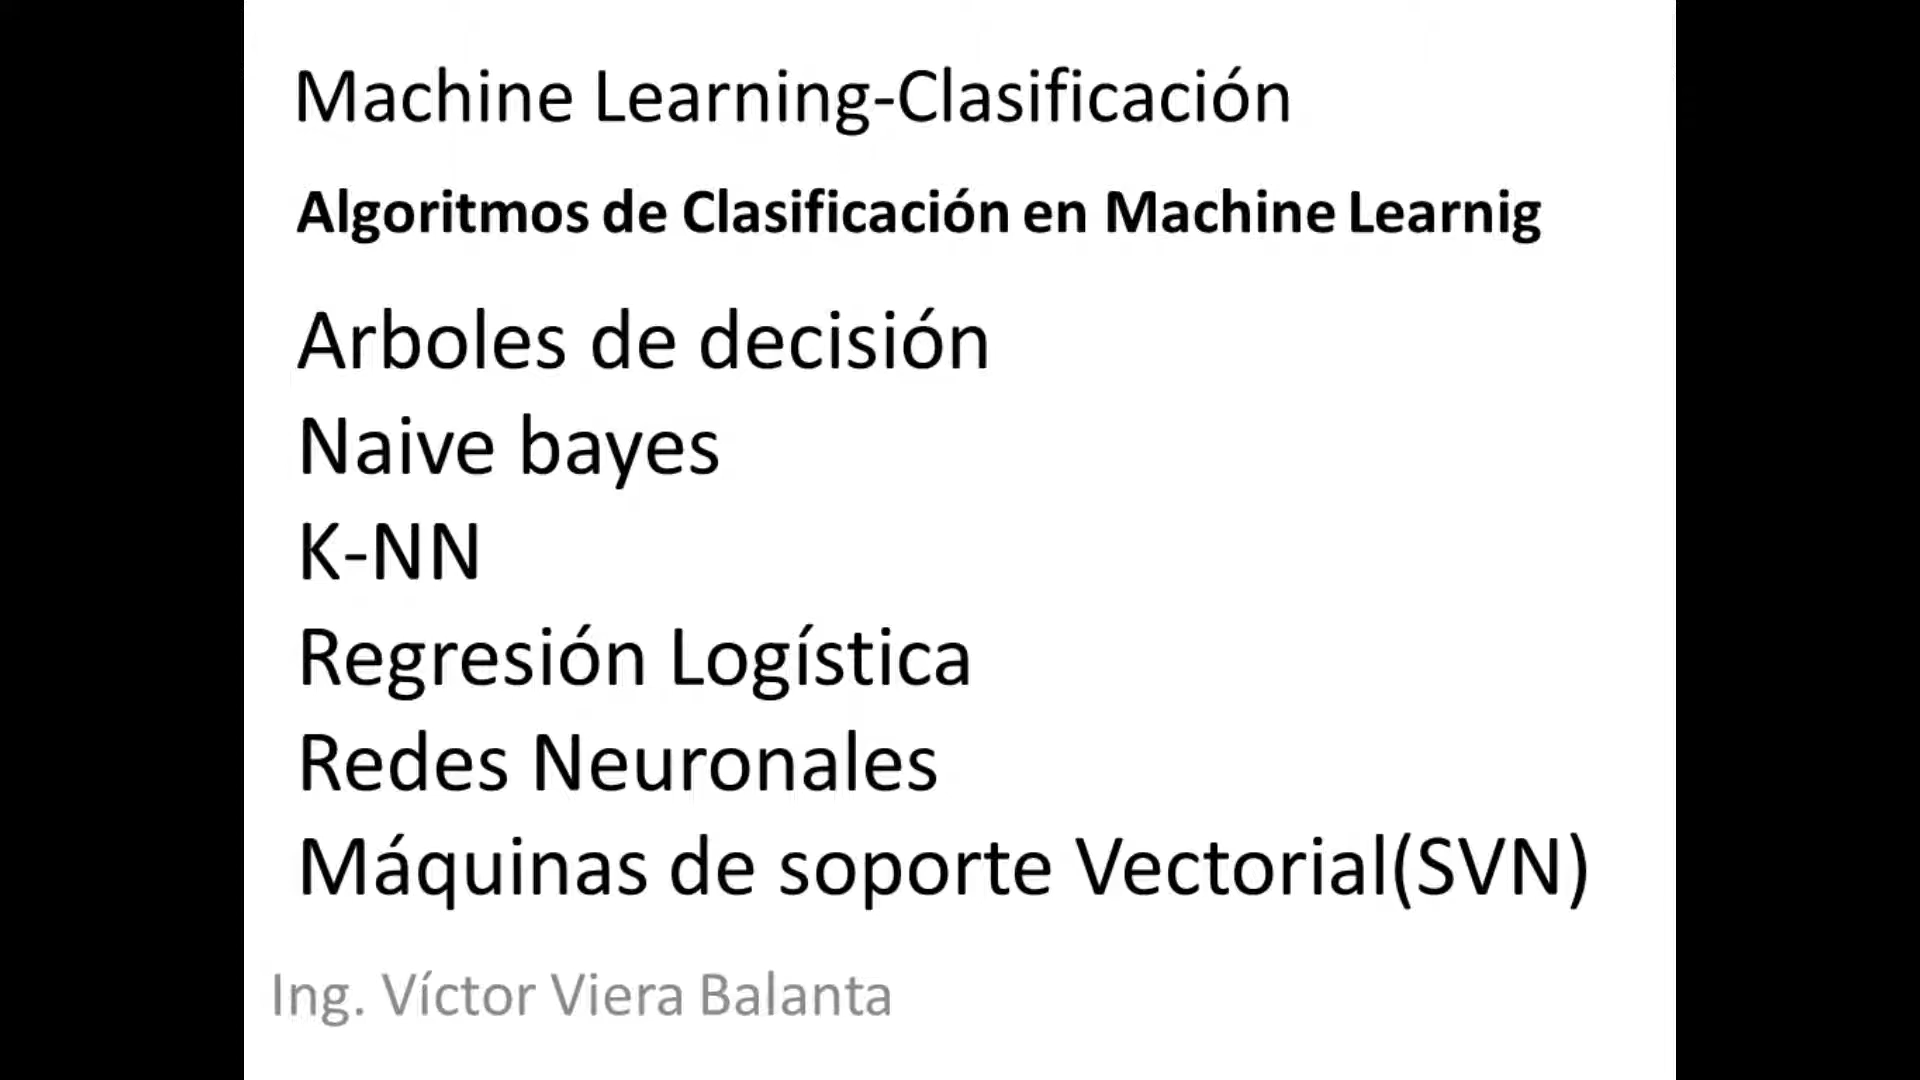 Machine Learning-Clasificación
Algoritmos de Clasificación en Machine Learnig
Arboles de decisión
Naive bayes
K-NN
Regresión Logística
Redes Neuronales
Máquinas de soporte Vectorial(SVN)
Ing. Víctor Viera Balanta